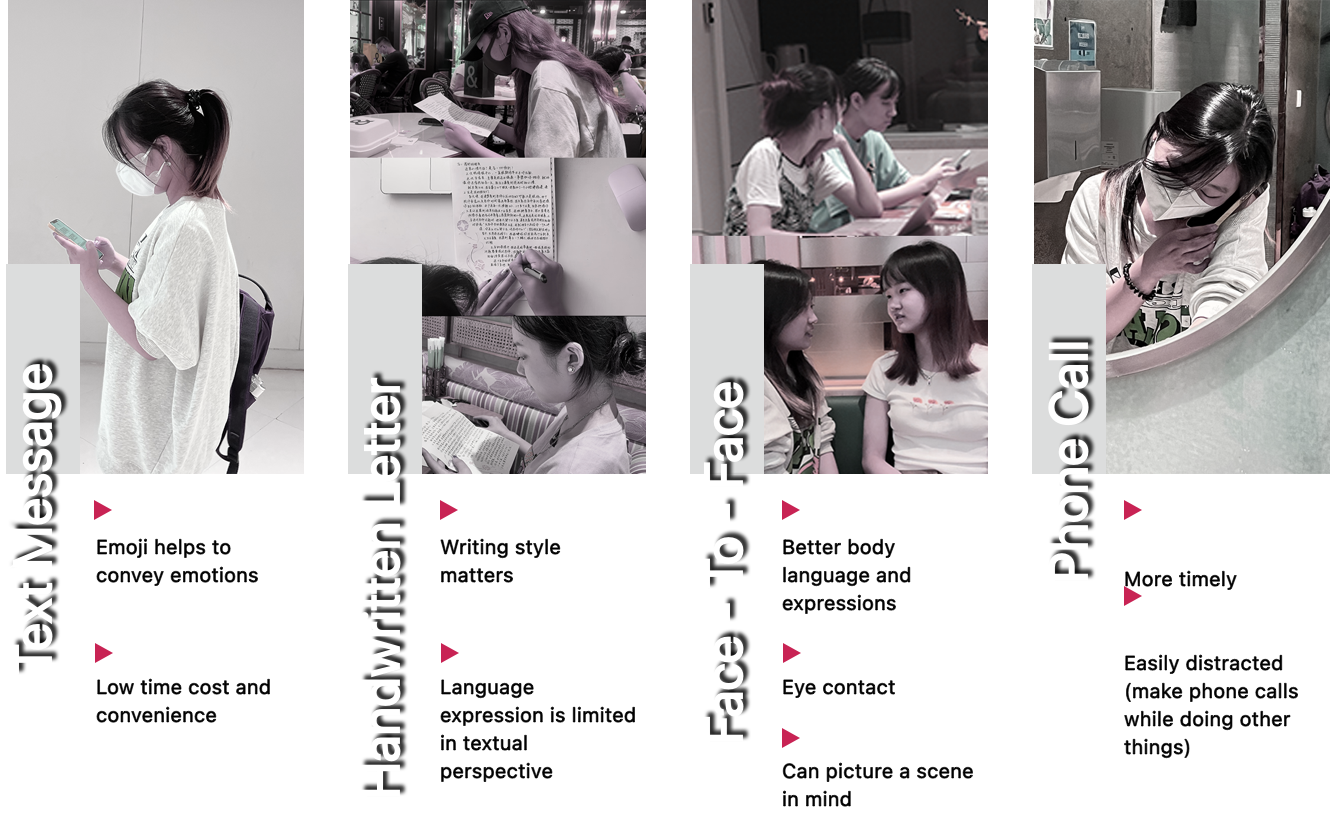 Text Message
Emoji helps to
convey emotions
Low time cost and
convenience
Handwritten Letter
Writing style
matters
Language
expression is limited
in textual
perspective
Face - To - Face
Better body
language and
expressions
Eye contact
Can picture a scene
in mind
Phone Call
More timely
Easily distracted
(make phone calls
while doing other
things)
&